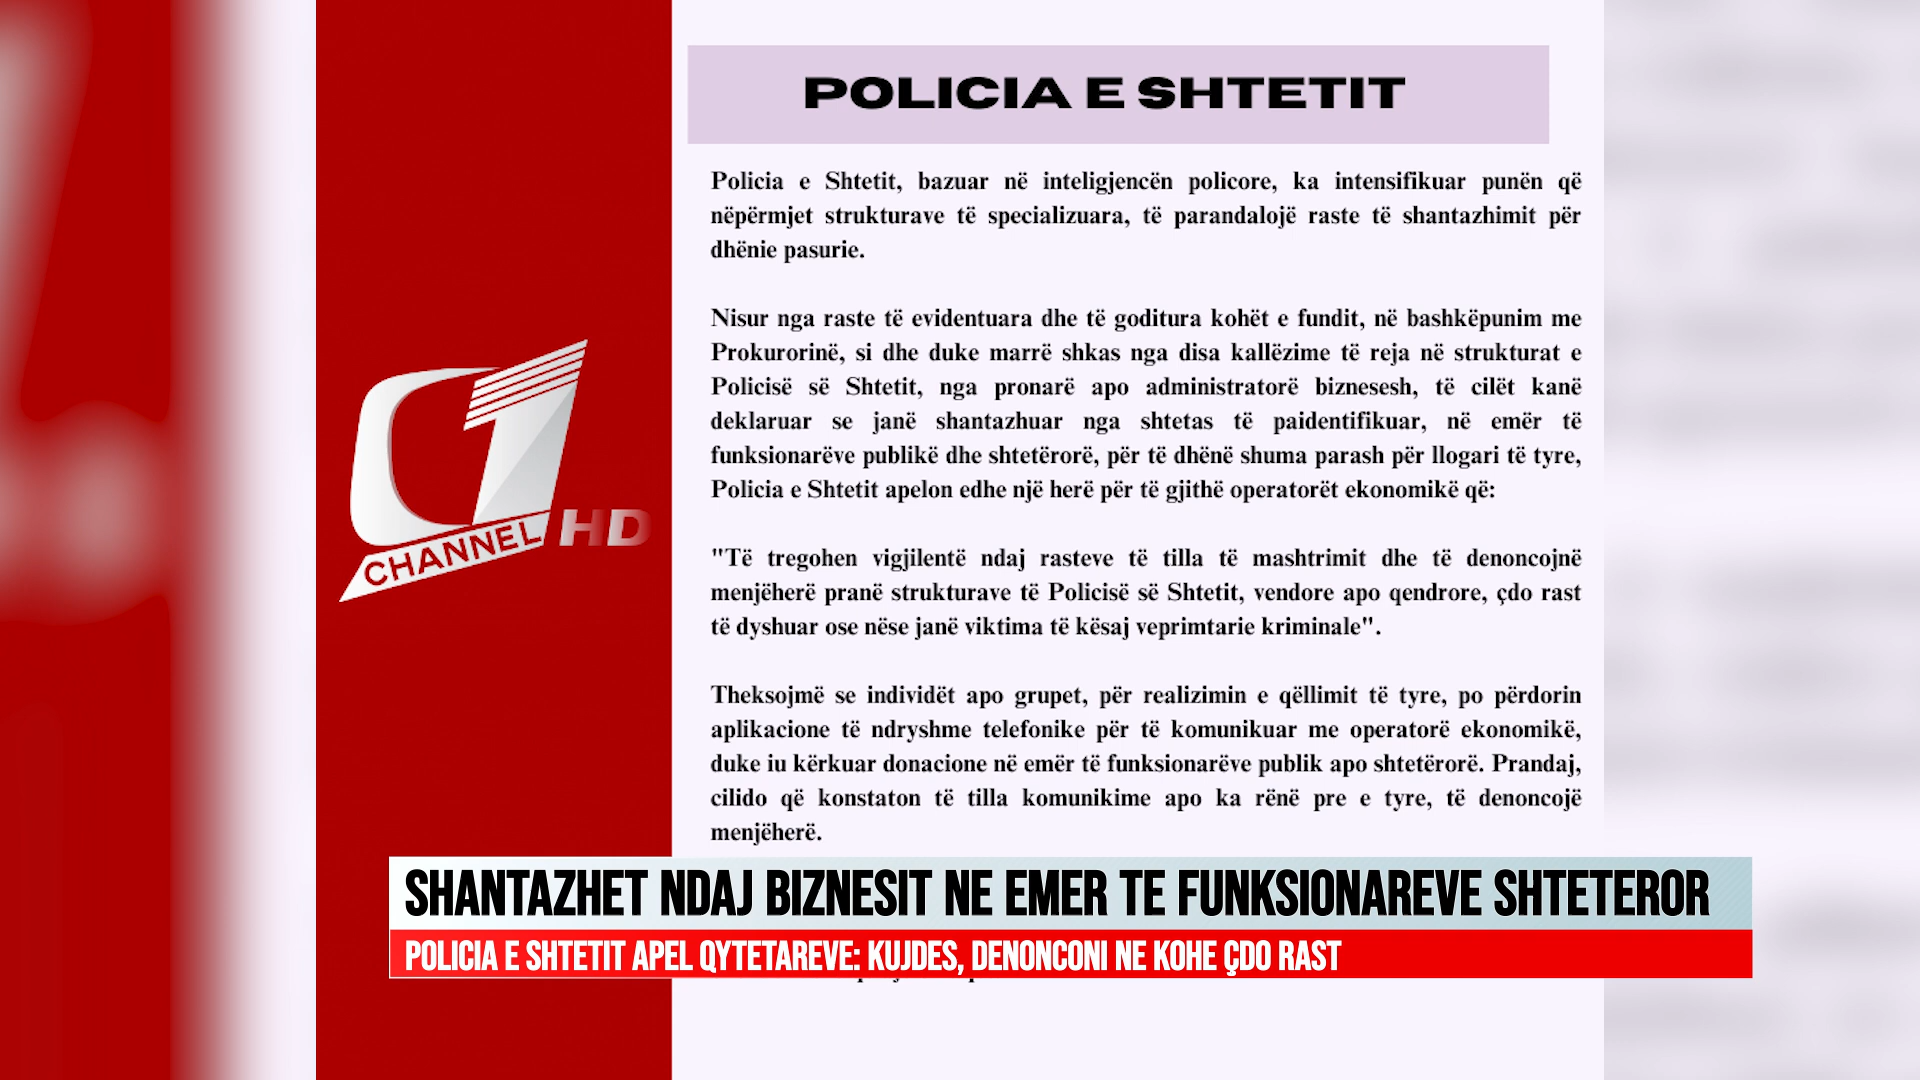 POLICIA E SHTETIT
Policia e Shtetit, bazuar në inteligjencën policore, ka intensifikuar punën që
nëpërmjet strukturave të specializuara, të parandalojë raste të shantazhimit për
dhënie pasurie.
Nisur nga raste të evidentuara dhe të goditura kohët e fundit, në bashkëpunim me
Prokurorinë, si dhe duke marrë shkas nga disa kallëzime të reja në strukturat e
Policisë së Shtetit, nga pronarë apo administratorë biznesesh, të cilët kanë
deklaruar se janë shantazhuar nga shtetas të paidentifikuar, në emër të
funksionarëve publikë dhe shtetërorë, për të dhënë shuma parash për llogari të tyre,
Policia e Shtetit apelon edhe një herë për të gjithë operatorët ekonomikë që:
"Të tregohen vigjilentë ndaj rasteve të tilla të mashtrimit dhe të denoncojnë
menjëherë pranë strukturave të Policisë së Shtetit, vendore apo qendrore, çdo rast
të dyshuar ose nëse janë viktima të kësaj veprimtarie kriminale".
Theksojmë se individët apo grupet, për realizimin e qëllimit të tyre, po përdorin
aplikacione të ndryshme telefonike për të komunikuar me operatorë ekonomikë,
duke iu kërkuar donacione në emër të funksionarëve publik apo shtetërorë. Prandaj,
cilido që konstaton të tilla komunikime apo ka rënë pre e tyre, të denoncojë
menjëherë.
C1
CHANNEL HD
SHANTAZHET NDAJ BIZNESIT NE EMER TE FUNKSIONAREVE SHTETEROR
POLICIA E SHTETIT APEL QYTETAREVE: KUJDES, DENONCONI NE KOHE ÇDO RAST